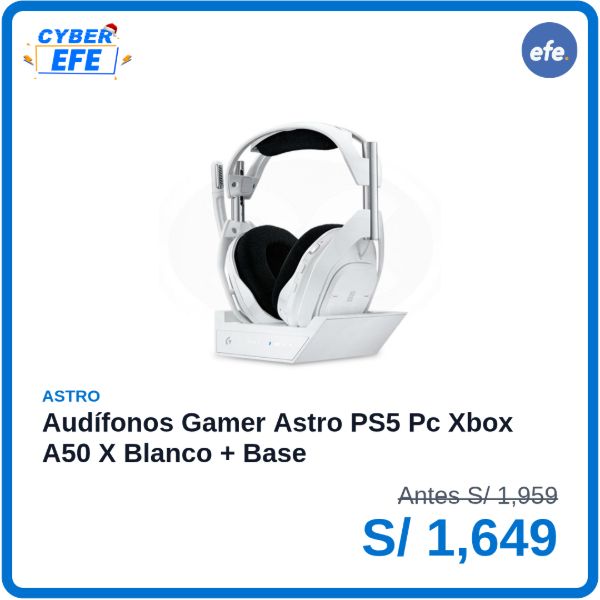 CYBER
EFE
efe.
ASTRO
Audífonos Gamer Astro PS5 Pc Xbox
A50 X Blanco + Base
Antes S/ 1,959
S/ 1,649